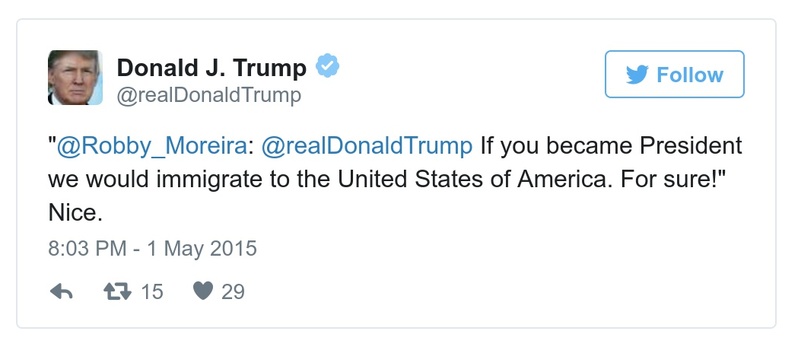 Donald J. Trump
@realDonaldTrump
Follow
"@Robby_Moreira: @realDonaldTrump If you became President
we would immigrate to the United States of America. For sure!"
Nice.
8:03 PM - 1 May 2015
15 29